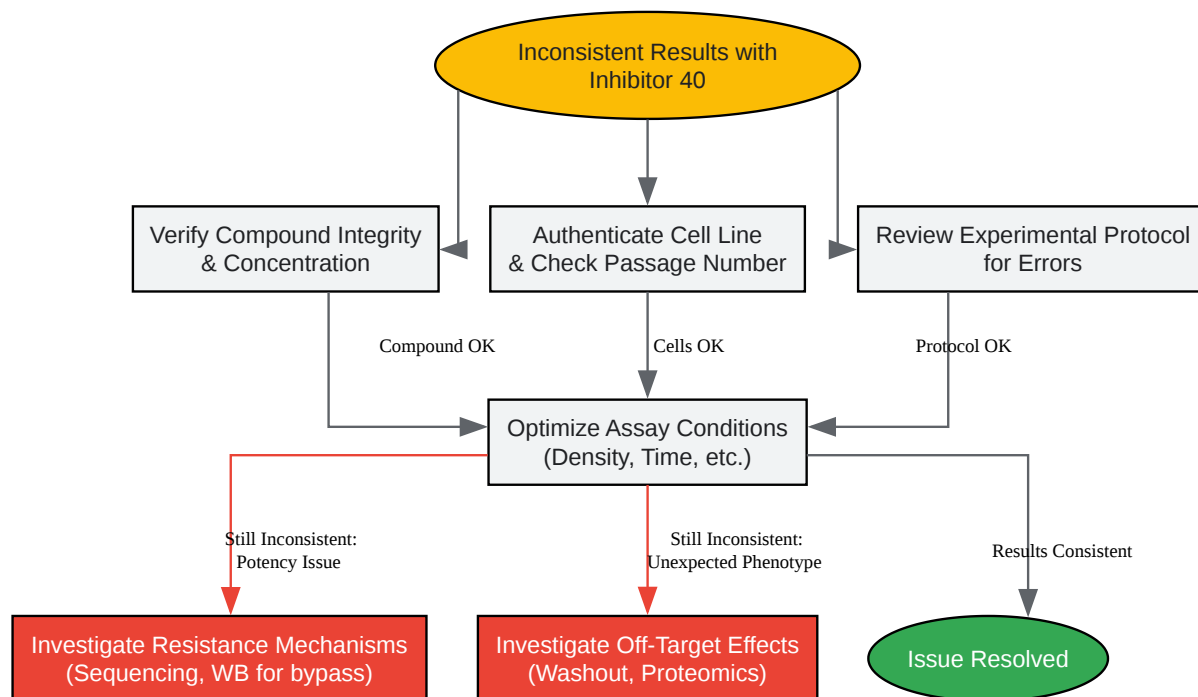 Inconsistent Results with
Inhibitor 40
Verify Compound Integrity
& Concentration
Authenticate Cell Line
& Check Passage Number
Review Experimental Protocol
for Errors
Compound OK
Cells OK
Protocol OK
Optimize Assay Conditions
(Density, Time, etc.)
Still Inconsistent:
Potency Issue
Still Inconsistent:
Unexpected Phenotype
Results Consistent
Investigate Resistance Mechanisms
(Sequencing, WB for bypass)
Investigate Off-Target Effects
(Washout, Proteomics)
Issue Resolved